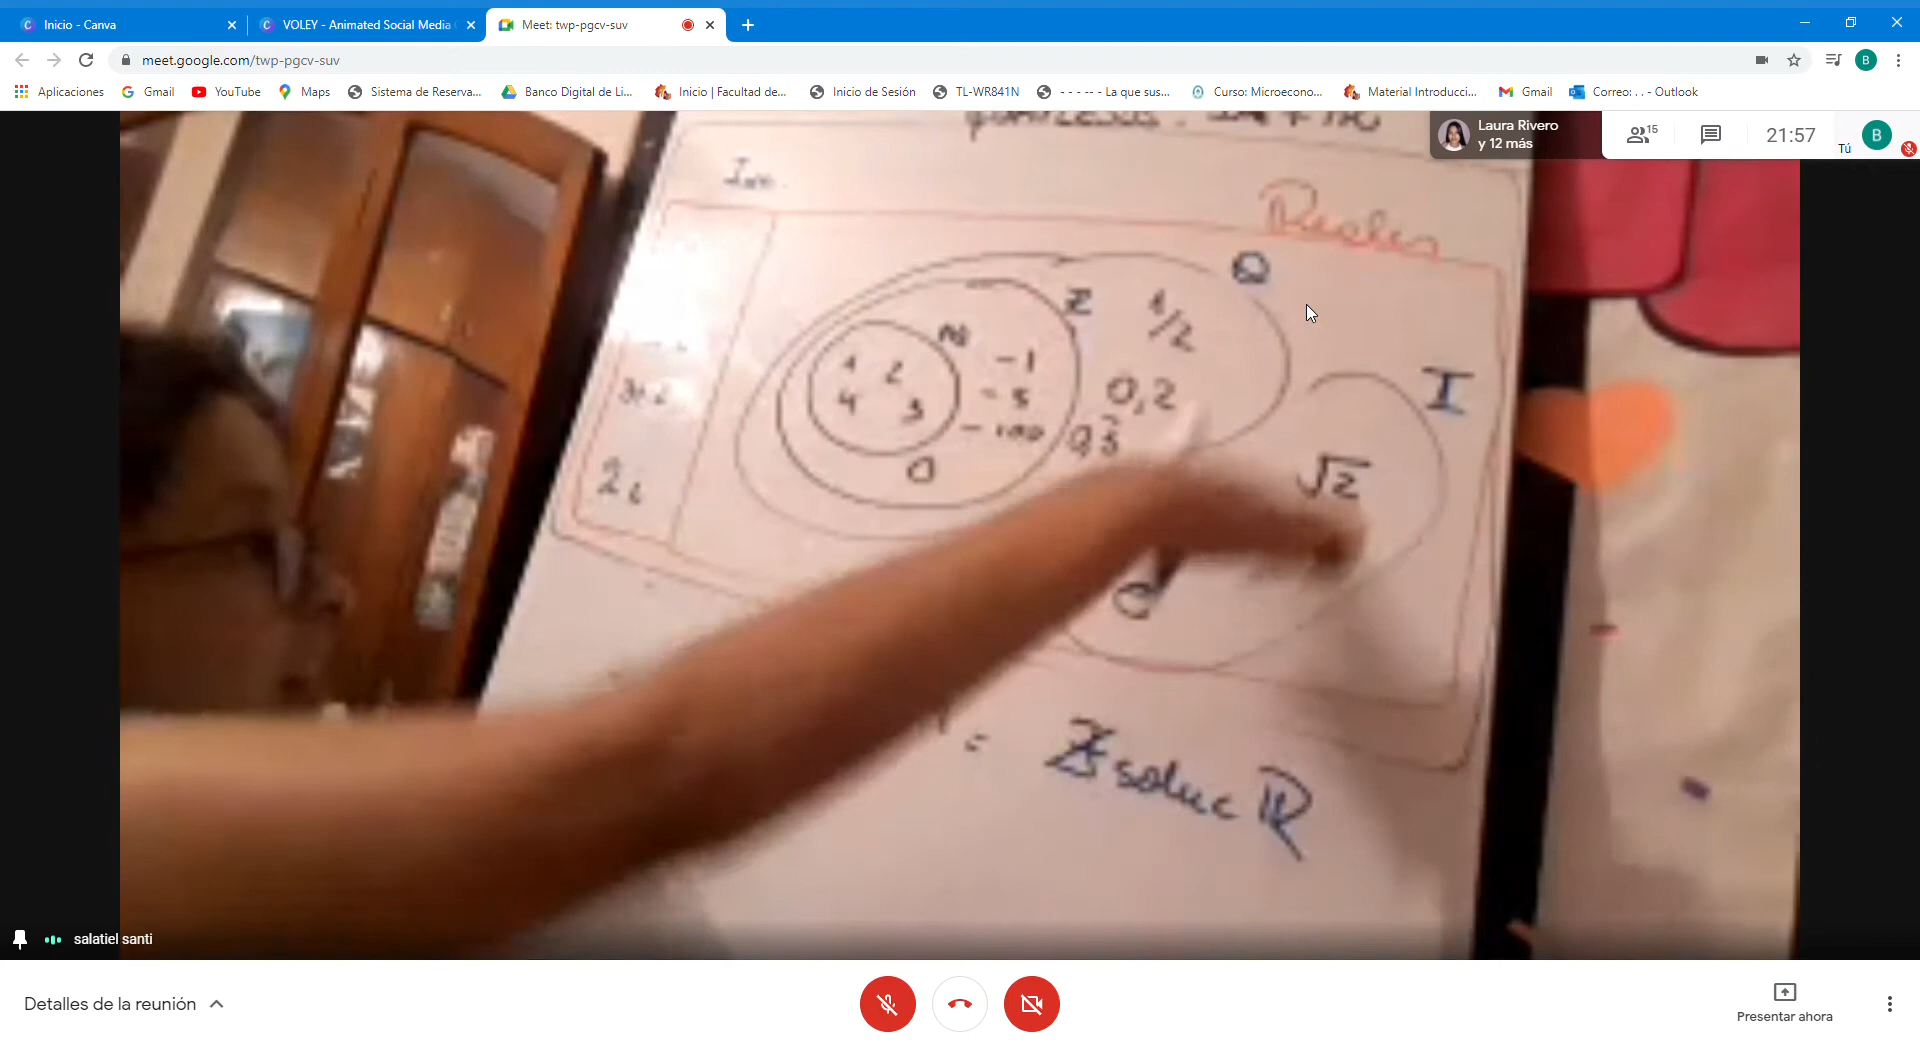 Inicio - Canva
VOLEY - Animated Social Media
Meet: twp-pgcv-suv
meet.google.com/twp-pgcv-suv
B
Aplicaciones
Gmail
YouTube
Maps
Sistema de Reserva...
Banco Digital de Li...
Inicio | Facultad de...
Inicio de Sesión
TL-WR841N
- - - -- - La que sus...
Curso: Microecono...
Material Introducci...
Gmail
Correo: . . - Outlook
Laura Rivero
y 12 más
15
21:57
Tú
B
Reales
Q
Z
1/2
N
-1
1 2
I
-5
0,2
4 3
-100
0,3
√2
0
2i
= Z soluc R
salatiel santi
Detalles de la reunión
Presentar ahora